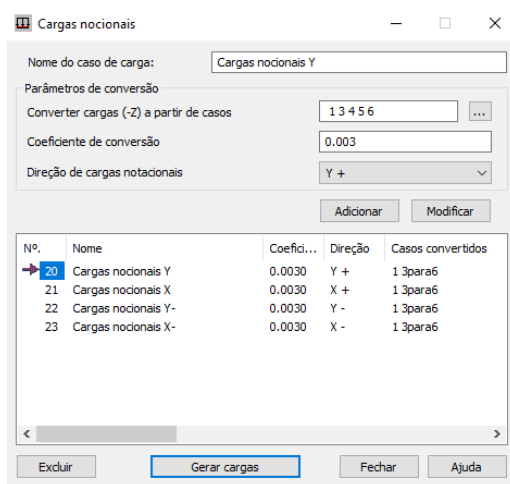 Cargas nocionais
Nome do caso de carga: Cargas nocionais Y
Parâmetros de conversão
Converter cargas (-Z) a partir de casos 1 3 4 5 6 ...
Coeficiente de conversão 0.003
Direção de cargas notacionais Y +
Adicionar Modificar
Nº. Nome Coefici... Direção Casos convertidos
20 Cargas nocionais Y 0.0030 Y + 1 3para6
21 Cargas nocionais X 0.0030 X + 1 3para6
22 Cargas nocionais Y- 0.0030 Y - 1 3para6
23 Cargas nocionais X- 0.0030 X - 1 3para6
Excluir Gerar cargas Fechar Ajuda